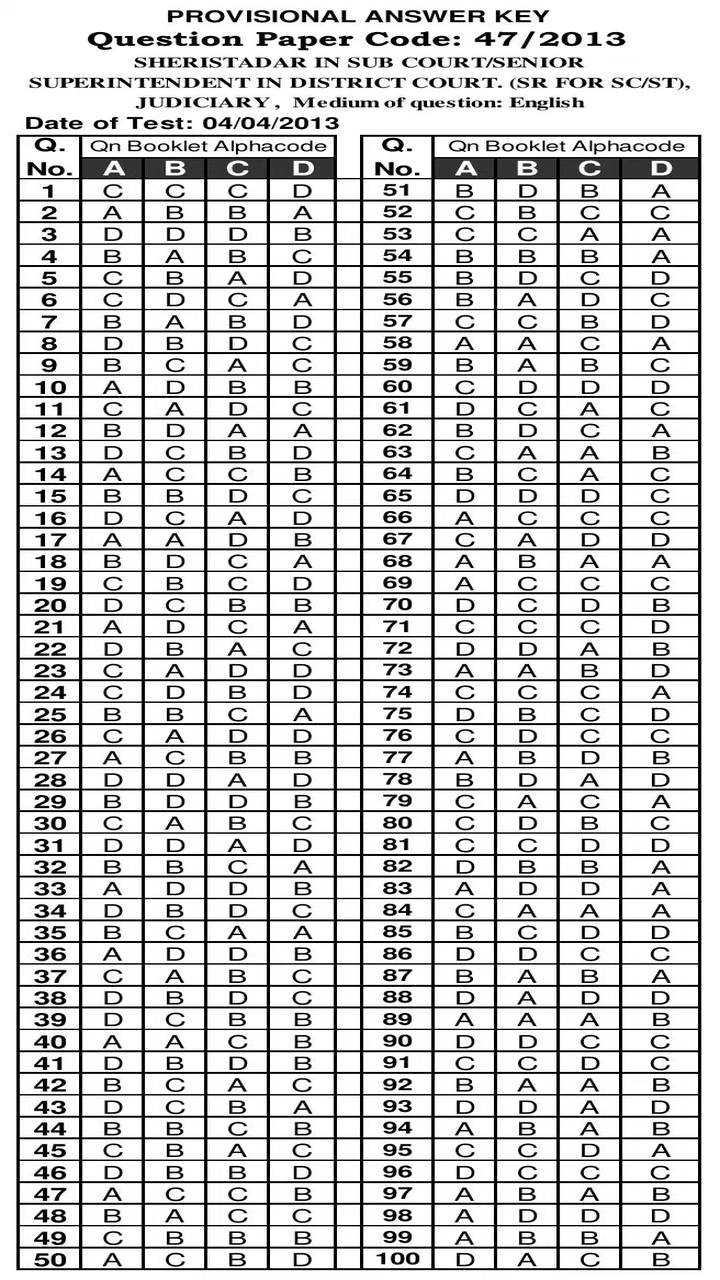 PROVISIONAL ANSWER KEY
Question Paper Code: 47/2013
SHERISTADAR IN SUB COURT/SENIOR
SUPERINTENDENT IN DISTRICT COURT. (SR FOR SC/ST),
JUDICIARY , Medium of question: English
Date of Test: 04/04/2013
Q. Qn Booklet Alphacode Q. Qn Booklet Alphacode
No. A B C D No. A B C D
1 C C C D 51 B D B A
2 A B B A 52 C B C C
3 D D D B 53 C C A A
4 B A B C 54 B B B A
5 C B A D 55 B D C D
6 C D C A 56 B A D C
7 B A B D 57 C C B D
8 D B D C 58 A A C A
9 B C A C 59 B A B C
10 A D B B 60 C D D D
11 C A D C 61 D C A C
12 B D A A 62 B D C A
13 D C B D 63 C A A B
14 A C C B 64 B C A C
15 B B D C 65 D D D C
16 D C A D 66 A C C C
17 A A D B 67 C A D D
18 B D C A 68 A B A A
19 C B C D 69 A C C C
20 D C B B 70 D C D B
21 A D C A 71 C C C D
22 D B A C 72 D D A B
23 C A D D 73 A A B D
24 C D B D 74 C C C A
25 B B C A 75 D B C D
26 C A D D 76 C D C C
27 A C B B 77 A B D B
28 D D A D 78 B D A D
29 B D D B 79 C A C A
30 C A B C 80 C D B C
31 D D A D 81 C C D D
32 B B C A 82 D B B A
33 A D D B 83 A D D A
34 D B D C 84 C A A A
35 B C A A 85 B C D D
36 A D D B 86 D D C C
37 C A B C 87 B A B A
38 D B D C 88 D A D D
39 D C B B 89 A A A B
40 A A C B 90 D D C C
41 D B D B 91 C C D C
42 B C A C 92 B A A B
43 D C B A 93 D D A D
44 B B C B 94 A B A B
45 C B A C 95 C C D A
46 D B B D 96 D C C C
47 A C C B 97 A B A B
48 B A C C 98 A D D D
49 C B B B 99 A B B A
50 A C B D 100 D A C B